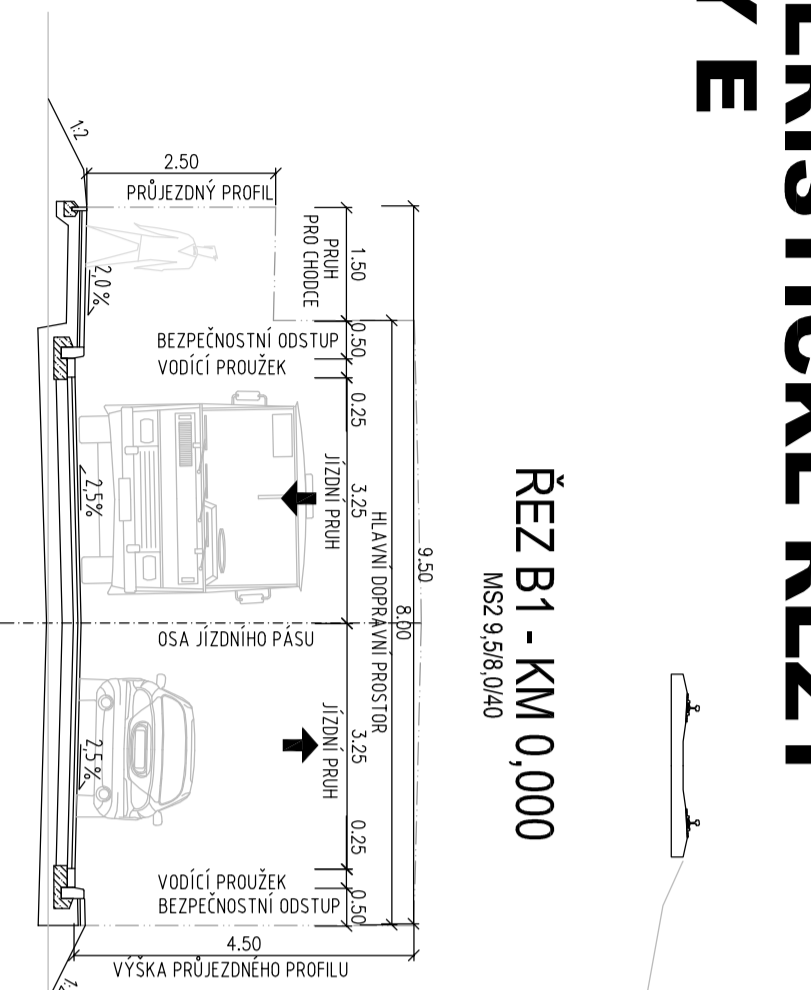 Y E
ŘEZ B1 - KM 0,000
MS2 9,5/8,0/40
9.50
8.00
HLAVNÍ DOPRAVNÍ PROSTOR
1.50
0.50
0.25
3.25
3.25
0.25
0.50
PRUH
PRO CHODCE
JÍZDNÍ PRUH
JÍZDNÍ PRUH
2.50
PRŮJEZDNÝ PROFIL
BEZPEČNOSTNÍ ODSTUP
VODÍCÍ PROUŽEK
OSA JÍZDNÍHO PÁSU
VODÍCÍ PROUŽEK
BEZPEČNOSTNÍ ODSTUP
4.50
VÝŠKA PRŮJEZDNÉHO PROFILU
1:2
2,0 %
2,5%
2,5 %